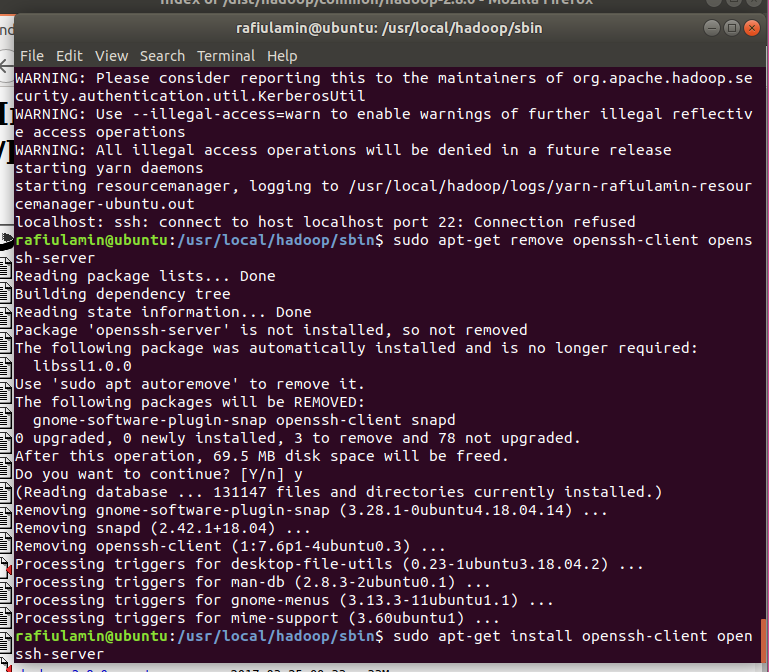 Index of /dist/hadoop/common/hadoop-2.8.0 - Mozilla Firefox
rafiulamin@ubuntu: /usr/local/hadoop/sbin
File Edit View Search Terminal Help
WARNING: Please consider reporting this to the maintainers of org.apache.hadoop.se
curity.authentication.util.KerberosUtil
WARNING: Use --illegal-access=warn to enable warnings of further illegal reflectiv
e access operations
WARNING: All illegal access operations will be denied in a future release
starting yarn daemons
starting resourcemanager, logging to /usr/local/hadoop/logs/yarn-rafiulamin-resour
cemanager-ubuntu.out
localhost: ssh: connect to host localhost port 22: Connection refused
rafiulamin@ubuntu:/usr/local/hadoop/sbin$ sudo apt-get remove openssh-client opens
sh-server
Reading package lists... Done
Building dependency tree
Reading state information... Done
Package 'openssh-server' is not installed, so not removed
The following package was automatically installed and is no longer required:
  libssl1.0.0
Use 'sudo apt autoremove' to remove it.
The following packages will be REMOVED:
  gnome-software-plugin-snap openssh-client snapd
0 upgraded, 0 newly installed, 3 to remove and 78 not upgraded.
After this operation, 69.5 MB disk space will be freed.
Do you want to continue? [Y/n] y
(Reading database ... 131147 files and directories currently installed.)
Removing gnome-software-plugin-snap (3.28.1-0ubuntu4.18.04.14) ...
Removing snapd (2.42.1+18.04) ...
Removing openssh-client (1:7.6p1-4ubuntu0.3) ...
Processing triggers for desktop-file-utils (0.23-1ubuntu3.18.04.2) ...
Processing triggers for man-db (2.8.3-2ubuntu0.1) ...
Processing triggers for gnome-menus (3.13.3-11ubuntu1.1) ...
Processing triggers for mime-support (3.60ubuntu1) ...
rafiulamin@ubuntu:/usr/local/hadoop/sbin$ sudo apt-get install openssh-client open
ssh-server